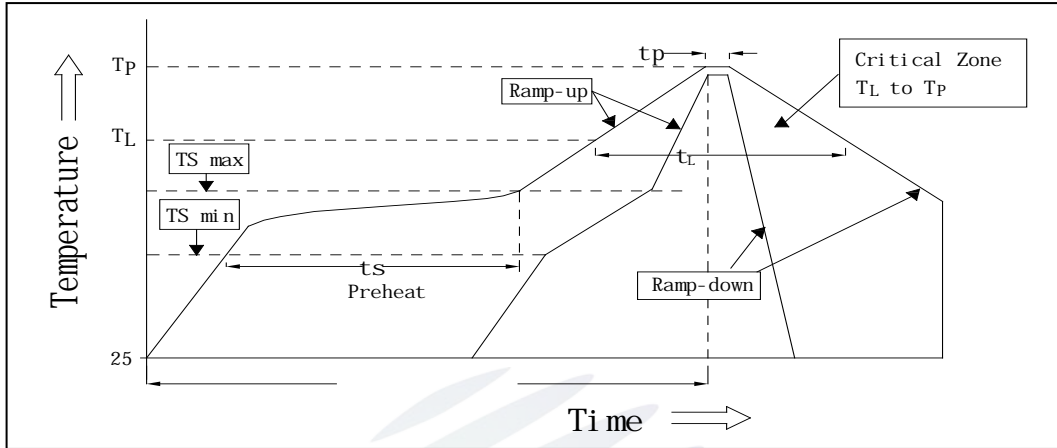 tp
Critical Zone
TL to TP
TP
Ramp-up
TL
tL
TS max
TS min
ts
Preheat
Ramp-down
25
Temperature
Time